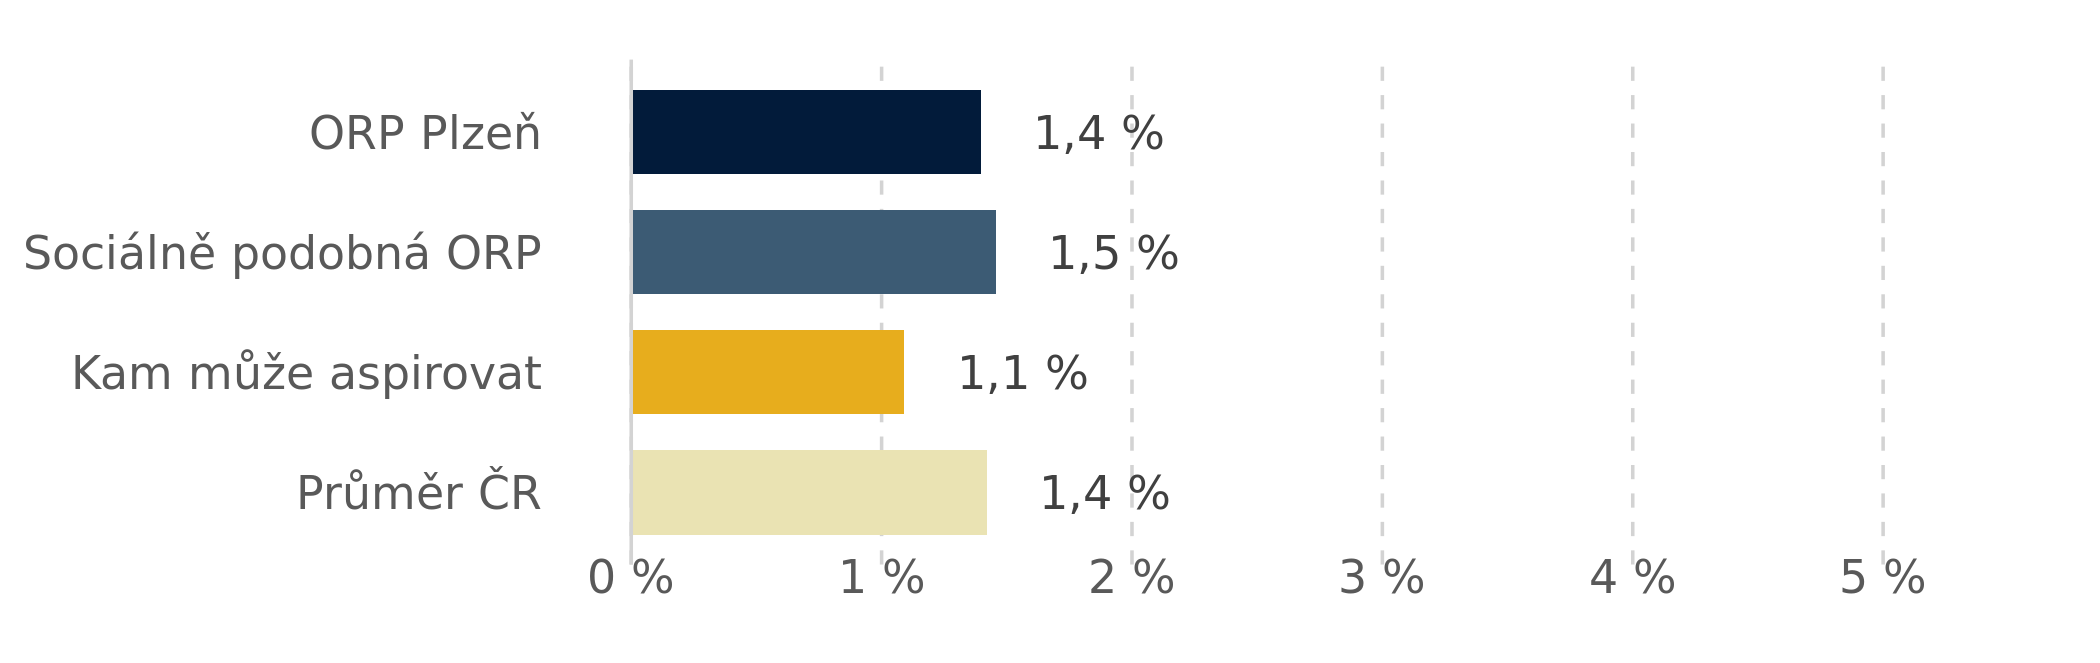 ORP Plzeň 1,4 %
Sociálně podobná ORP 1,5 %
Kam může aspirovat 1,1 %
Průměr ČR 1,4 %
0 % 1 % 2 % 3 % 4 % 5 %